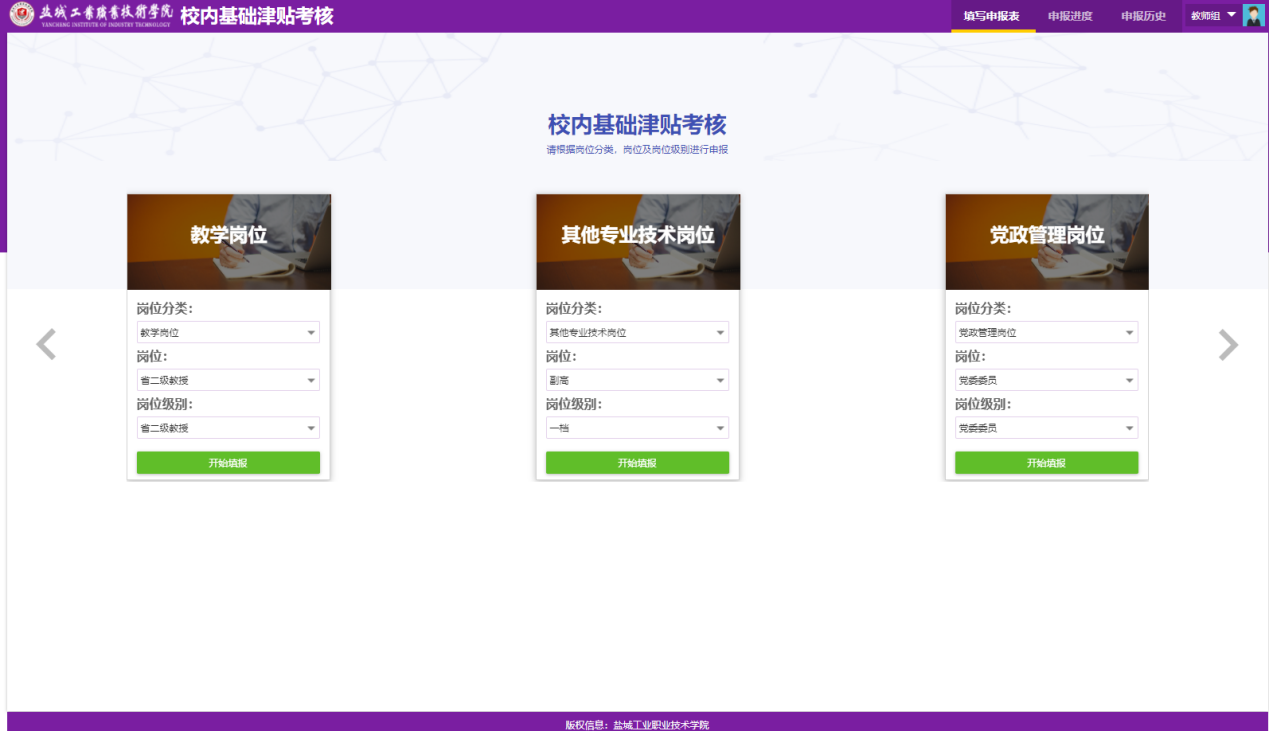 盐城工业职业技术学院
YANCHENG INSTITUTE OF INDUSTRY TECHNOLOGY
校内基础津贴考核
填写申报表
申报进度
申报历史
教师组
校内基础津贴考核
请根据岗位分类，岗位及岗位级别进行申报
教学岗位
岗位分类：
教学岗位
岗位：
省二级教授
岗位级别：
省二级教授
开始填报
其他专业技术岗位
岗位分类：
其他专业技术岗位
岗位：
副高
岗位级别：
一档
开始填报
党政管理岗位
岗位分类：
党政管理岗位
岗位：
党委委员
岗位级别：
党委委员
开始填报
版权信息：盐城工业职业技术学院